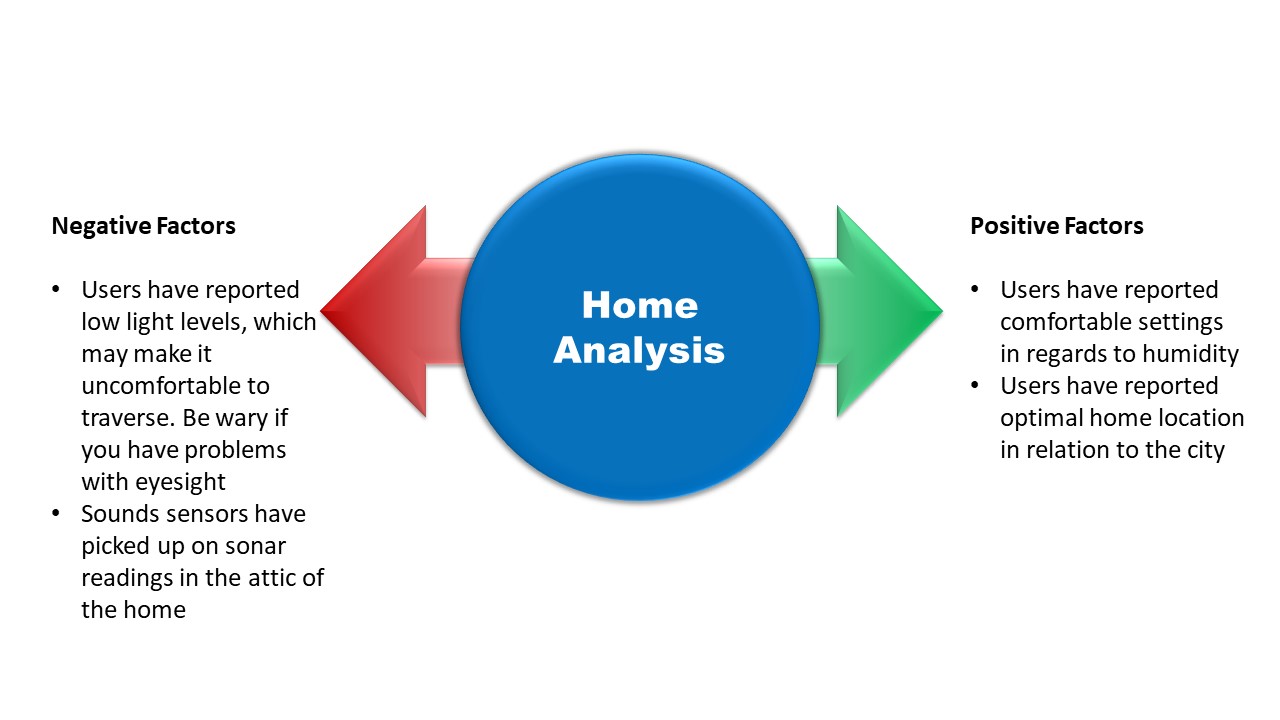 Negative Factors
• Users have reported
low light levels, which
may make it
uncomfortable to
traverse. Be wary if
you have problems
with eyesight
• Sounds sensors have
picked up on sonar
readings in the attic of
the home
Home
Analysis
Positive Factors
• Users have reported
comfortable settings
in regards to humidity
• Users have reported
optimal home location
in relation to the city